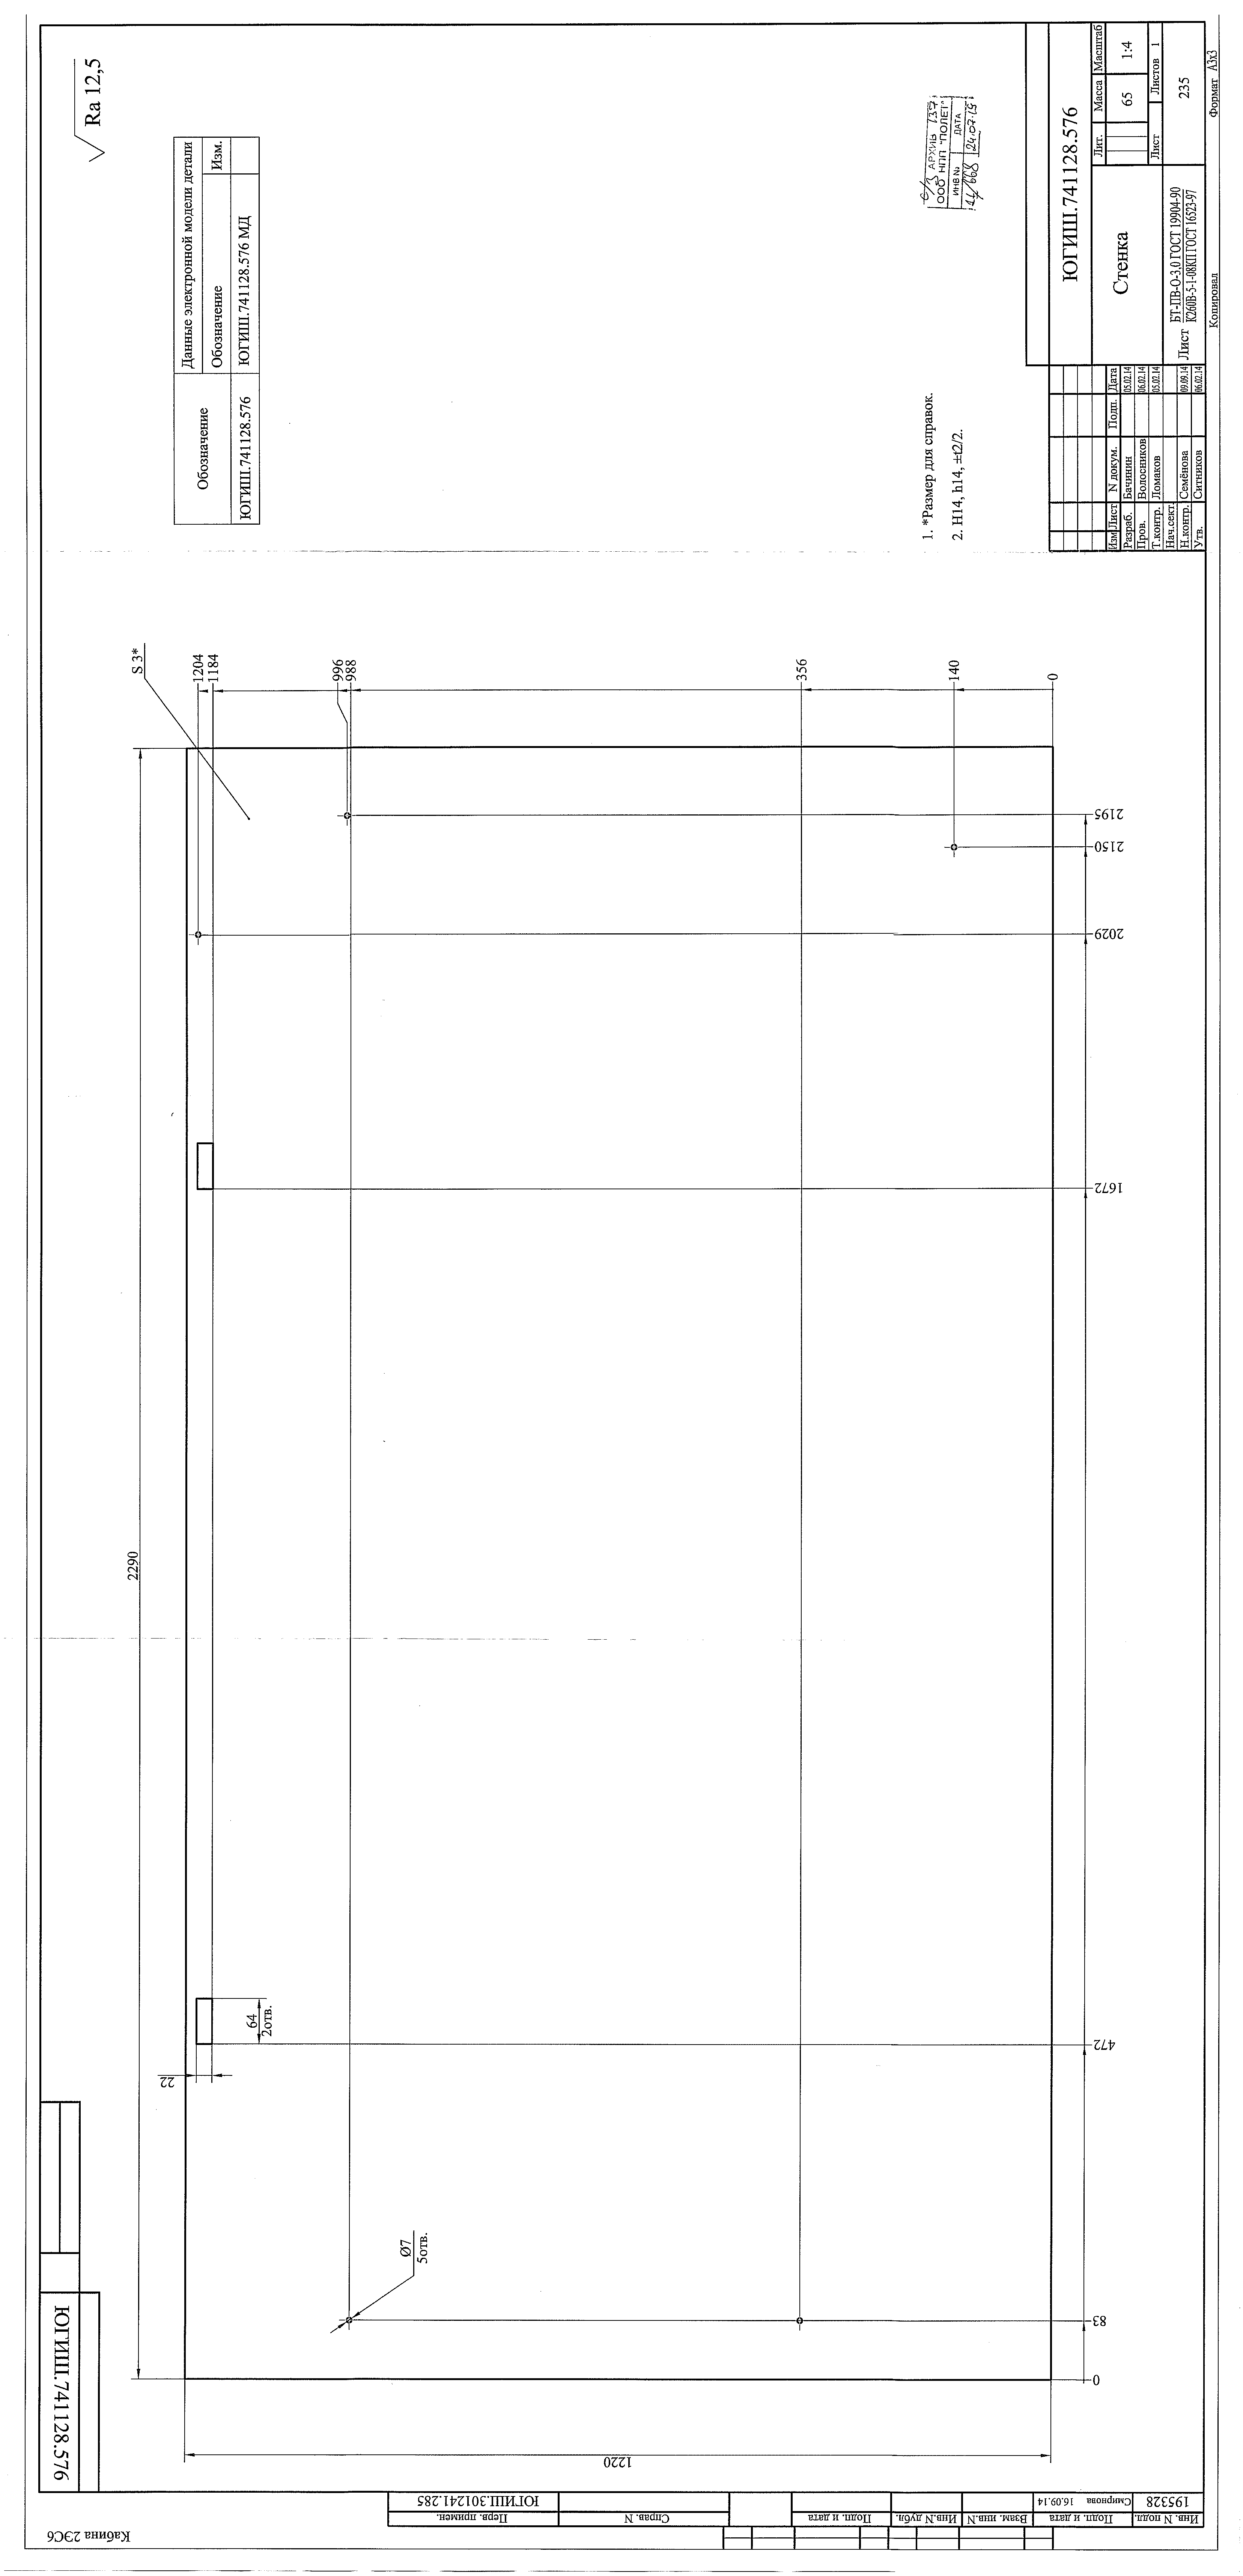 ЮГИШ.741128.576
Ra 12,5
Обозначение
Данные электронной модели детали
Обозначение
Изм.
ЮГИШ.741128.576
ЮГИШ.741128.576 МД
S 3*
2290
1220
22
64
2отв.
Ø7
5отв.
1204
1184
996
988
356
140
0
0
83
472
1672
2029
2150
2195
1. *Размер для справок.
2. H14, h14, ±t2/2.
АРХИВ
ООО НПП "ПОЛЕТ"
ИНВ №
ДАТА
24.07.19
ЮГИШ.741128.576
Изм
Лист
N докум.
Подп.
Дата
Разраб.
Бачинин
05.02.14
Пров.
Волосников
06.02.14
Т.контр.
Ломаков
05.02.14
Нач.сект.
Н.контр.
Семёнова
09.09.14
Утв.
Ситников
06.02.14
Стенка
Лит.
Масса
Масштаб
65
1:4
Лист
Листов 1
Лист
БТ-ПВ-О-3,0 ГОСТ 19904-90
К260В-5-1-08КП ГОСТ 16523-97
235
Копировал
Формат А3х3
Кабина 2ЭС6
Перв. примен.
ЮГИШ.301241.285
Справ. N
Подп. и дата
Инв.N дубл.
Взам. инв.N
Подп. и дата
Смирнова 16.09.14
Инв. N подл.
195328